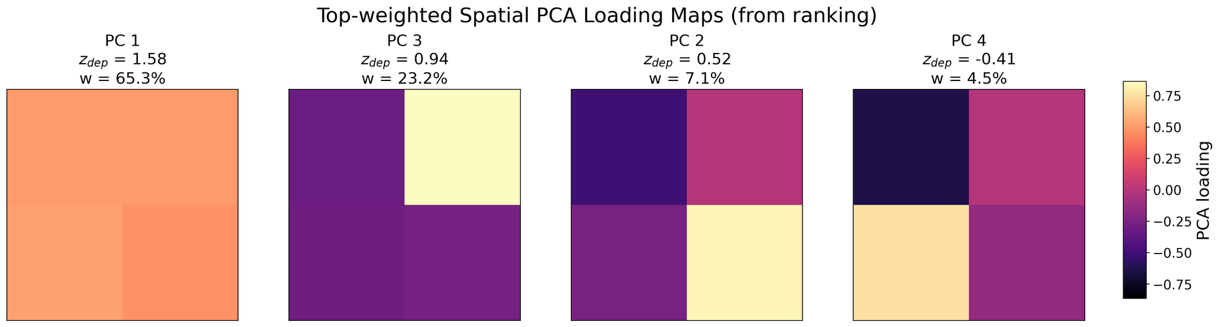 Top-weighted Spatial PCA Loading Maps (from ranking)
PC 1
z_dep = 1.58
w = 65.3%
PC 3
z_dep = 0.94
w = 23.2%
PC 2
z_dep = 0.52
w = 7.1%
PC 4
z_dep = -0.41
w = 4.5%
0.75
0.50
0.25
0.00
−0.25
−0.50
−0.75
PCA loading